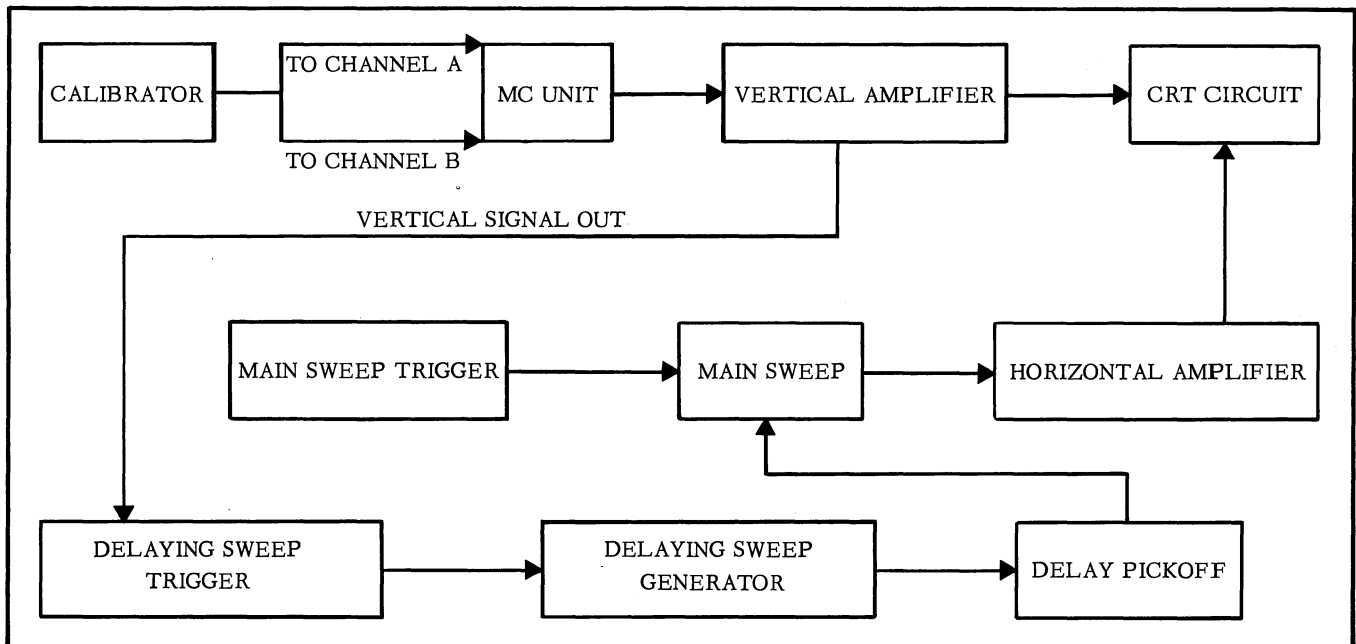 TO CHANNEL A
CALIBRATOR
MC UNIT
VERTICAL AMPLIFIER
CRT CIRCUIT
TO CHANNEL B
VERTICAL SIGNAL OUT
MAIN SWEEP TRIGGER
MAIN SWEEP
HORIZONTAL AMPLIFIER
DELAYING SWEEP
TRIGGER
DELAYING SWEEP
GENERATOR
DELAY PICKOFF